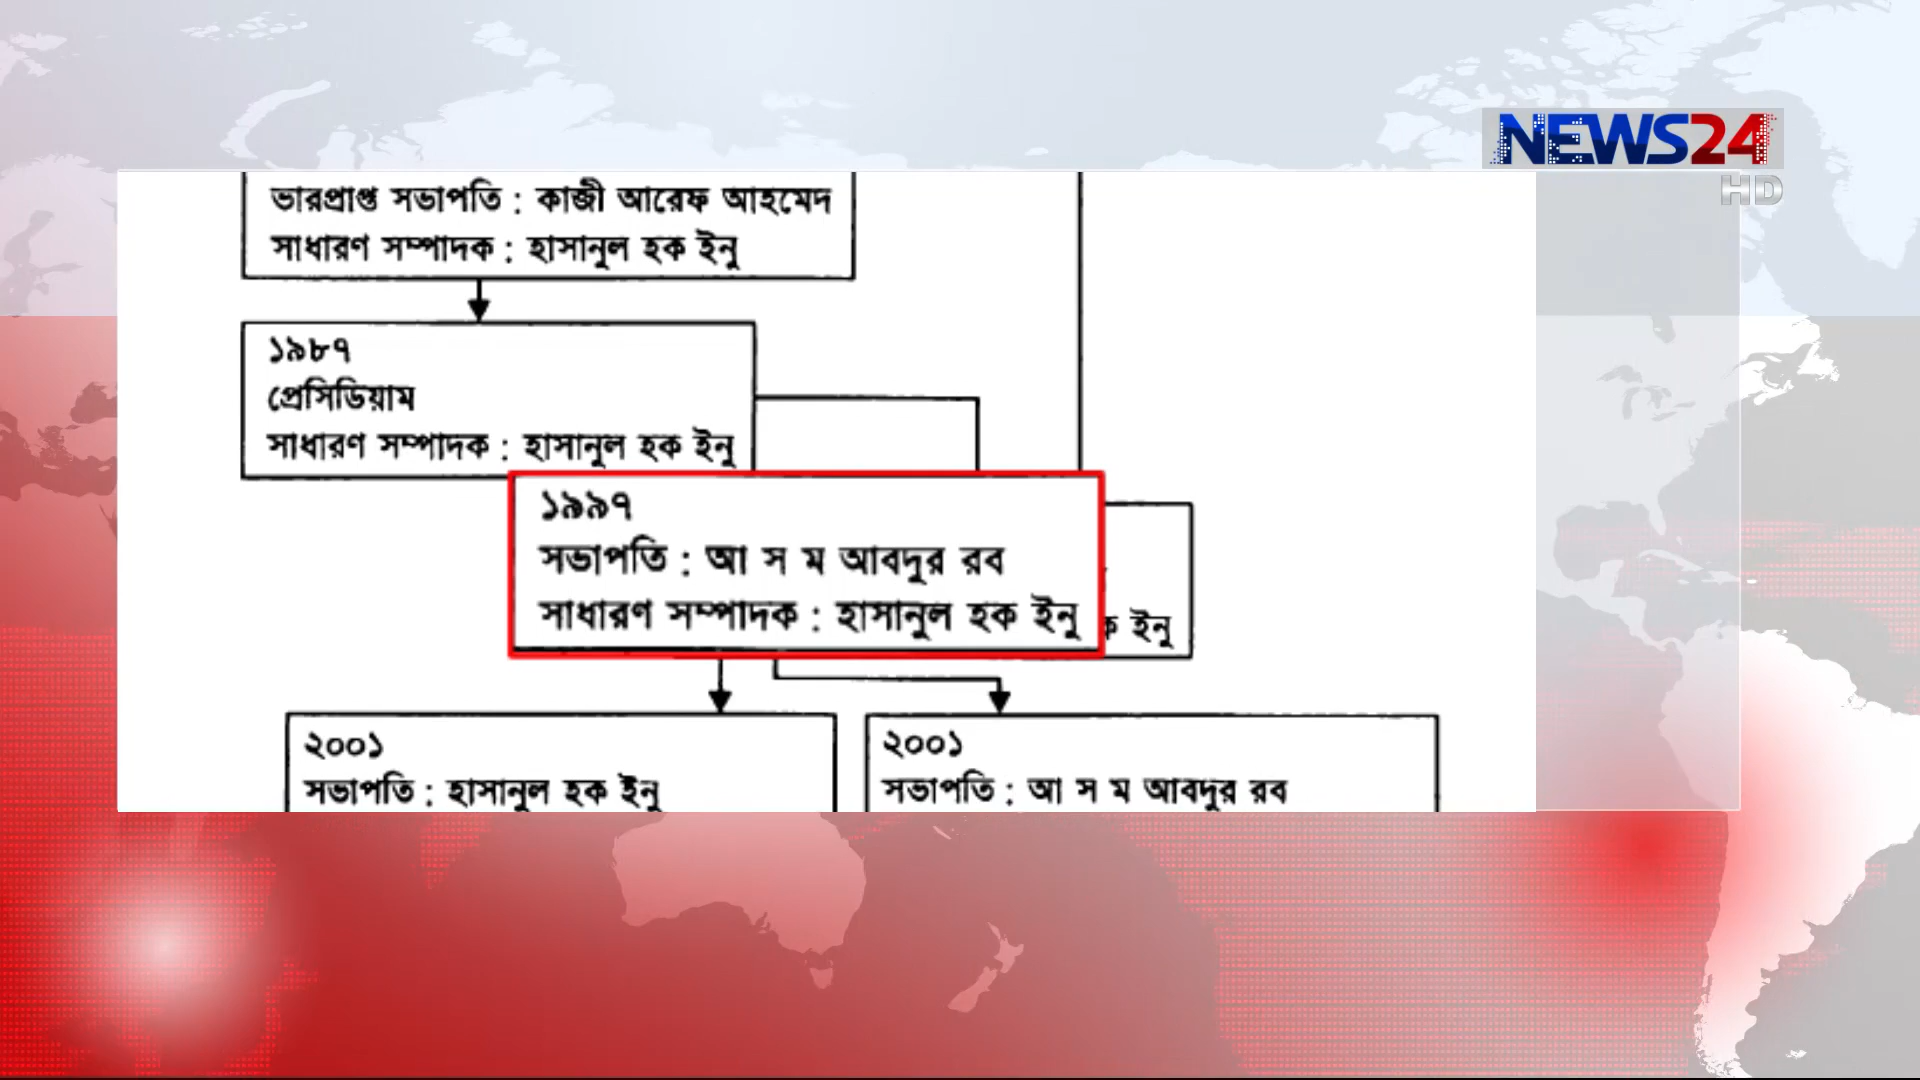 NEWS24
HD
ভারপ্রাপ্ত সভাপতি : কাজী আরেফ আহমেদ
সাধারণ সম্পাদক : হাসানুল হক ইনু
১৯৮৭
প্রেসিডিয়াম
সাধারণ সম্পাদক : হাসানুল হক ইনু
১৯৯৭
সভাপতি : আ স ম আবদুর রব
সাধারণ সম্পাদক : হাসানুল হক ইনু
ইনু
২০০১
সভাপতি : হাসানুল হক ইনু
২০০১
সভাপতি : আ স ম আবদুর রব